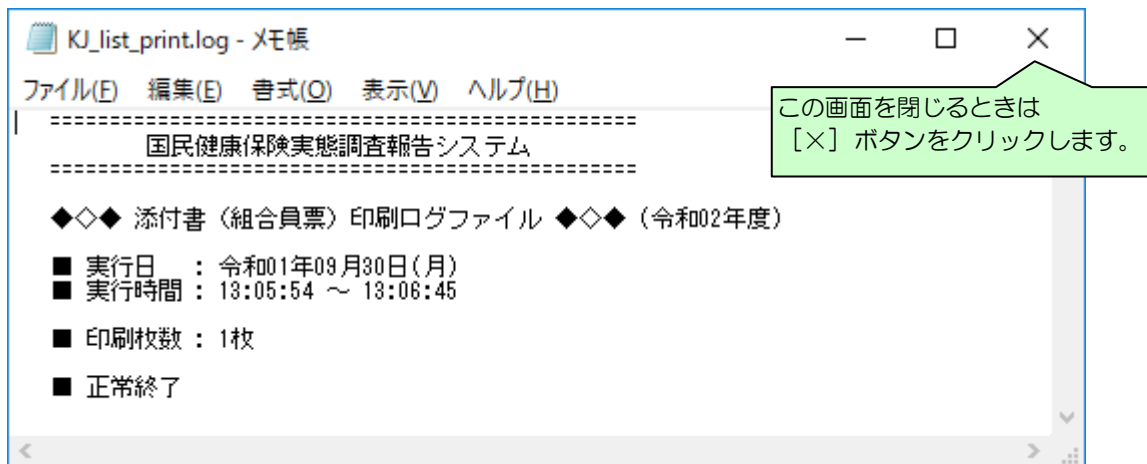 KJ_list_print.log - メモ帳
ファイル(F) 編集(E) 書式(O) 表示(V) ヘルプ(H)
この画面を閉じるときは
［×］ボタンをクリックします。
=================================================
国民健康保険実態調査報告システム
=================================================
◆◇◆ 添付書（組合員票）印刷ログファイル ◆◇◆（令和02年度）
■ 実行日　 : 令和01年09月30日(月)
■ 実行時間 : 13:05:54 ～ 13:06:45
■ 印刷枚数 : 1枚
■ 正常終了